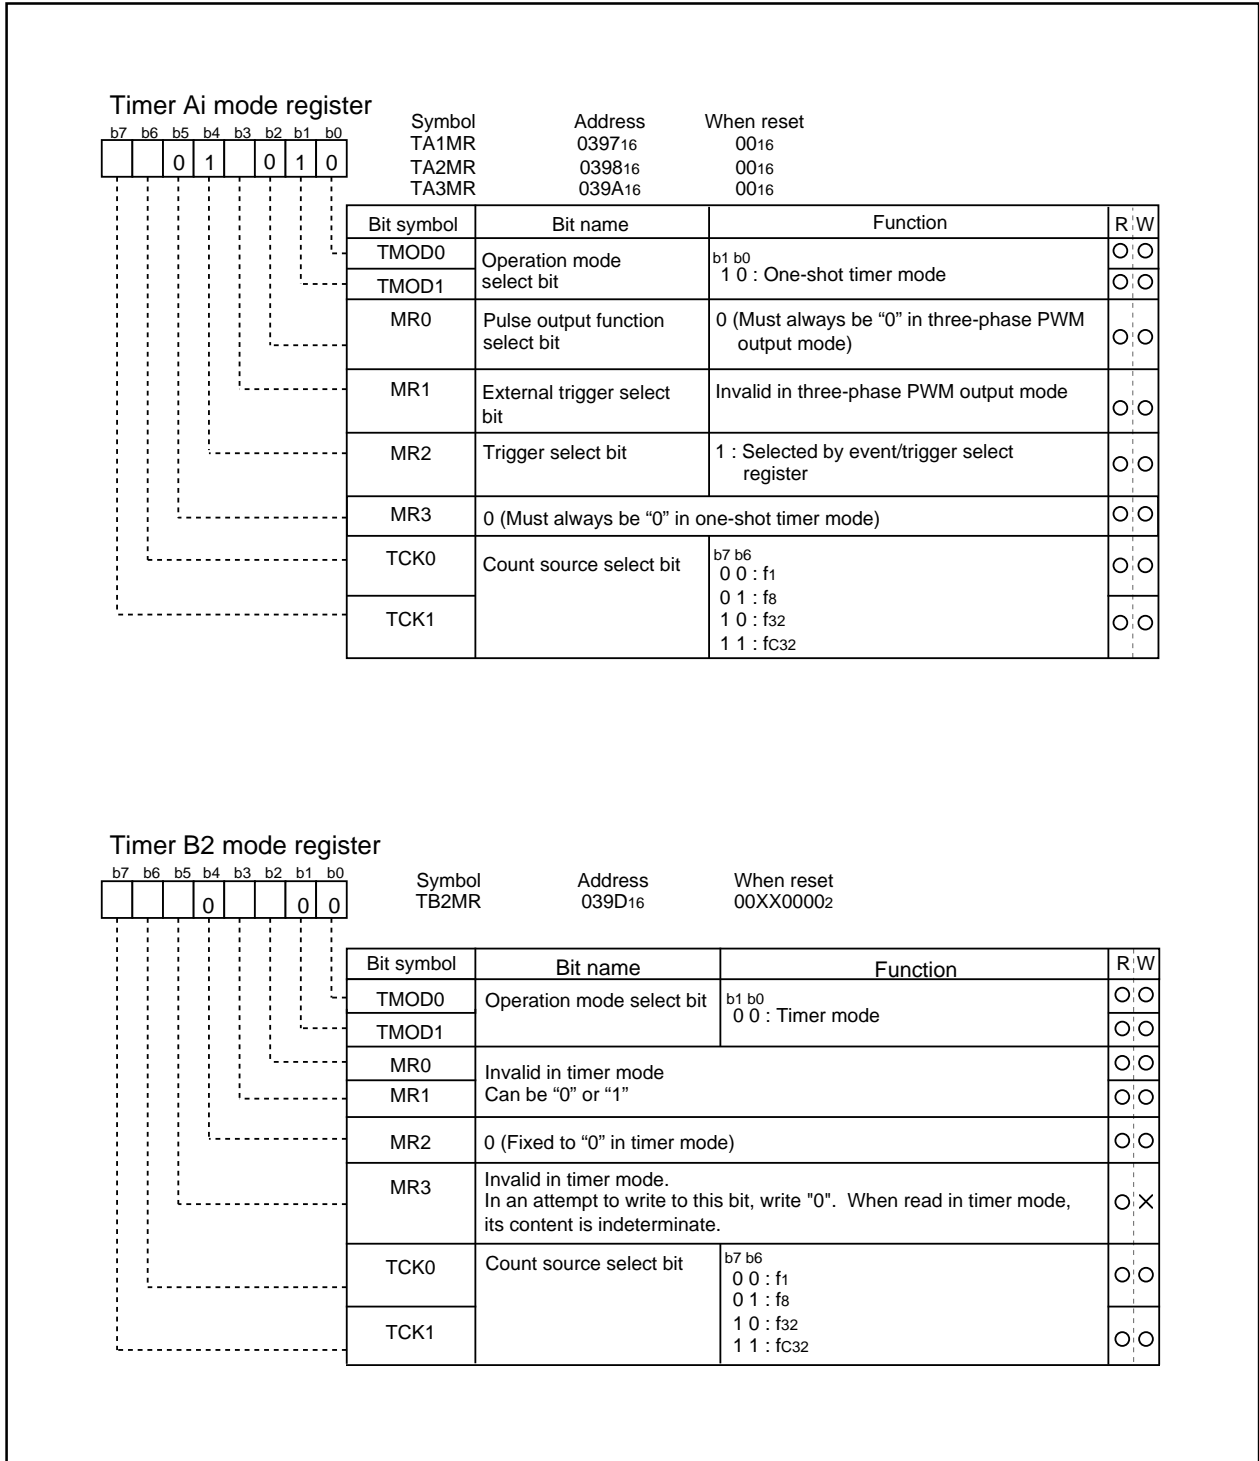 Timer Ai mode register
Symbol Address When reset
b7 b6 b5 b4 b3 b2 b1 b0
TA1MR 039716 0016
0 1 0 1 0
TA2MR 039816 0016
TA3MR 039A16 0016
Bit symbol Bit name Function R W
TMOD0 Operation mode select bit b1 b0
1 0 : One-shot timer mode
TMOD1
MR0 Pulse output function select bit 0 (Must always be “0” in three-phase PWM
output mode)
MR1 External trigger select bit Invalid in three-phase PWM output mode
MR2 Trigger select bit 1 : Selected by event/trigger select
register
MR3 0 (Must always be “0” in one-shot timer mode)
TCK0 Count source select bit b7 b6
0 0 : f1
0 1 : f8
TCK1 1 0 : f32
1 1 : fC32
Timer B2 mode register
b7 b6 b5 b4 b3 b2 b1 b0
Symbol Address When reset
TB2MR 039D16 00XX00002
0 0 0
Bit symbol Bit name Function R W
TMOD0 Operation mode select bit b1 b0
0 0 : Timer mode
TMOD1
MR0 Invalid in timer mode
MR1 Can be “0” or “1”
MR2 0 (Fixed to “0” in timer mode)
MR3 Invalid in timer mode.
In an attempt to write to this bit, write "0". When read in timer mode,
its content is indeterminate.
TCK0 Count source select bit b7 b6
0 0 : f1
0 1 : f8
TCK1 1 0 : f32
1 1 : fC32